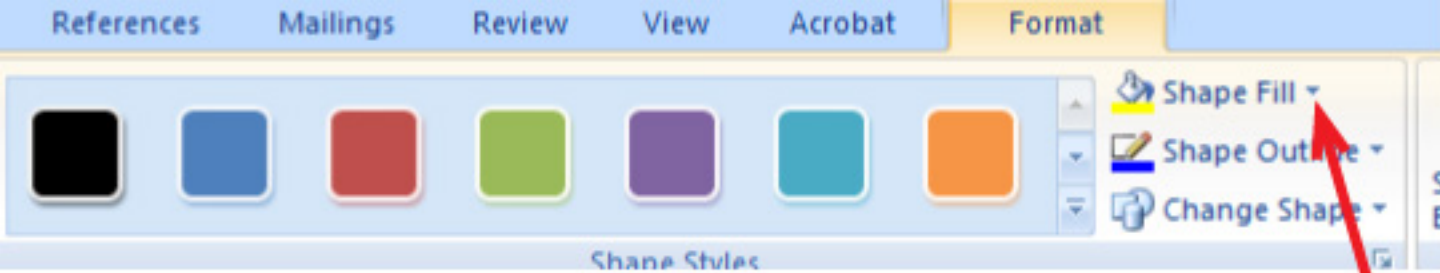 References Mailings Review View Acrobat Format
Shape Fill
Shape Outline
Change Shape
Shape Styles